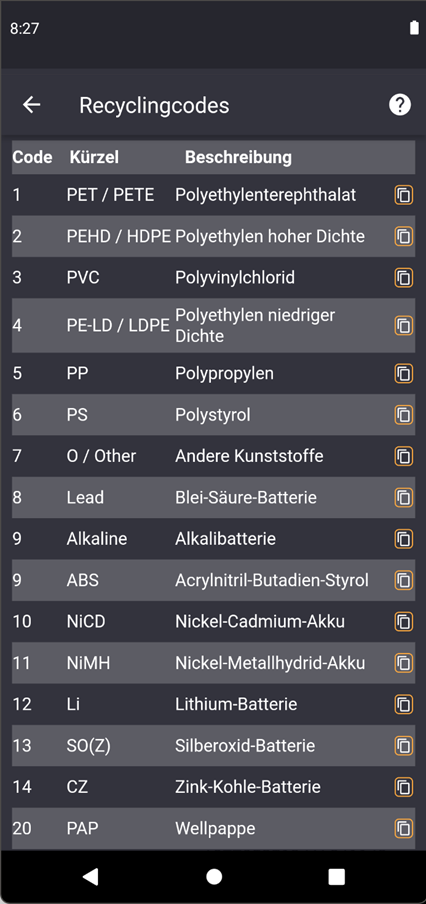 8:27
Recyclingcodes
?
Code Kürzel Beschreibung
1 PET / PETE Polyethylenterephthalat
2 PEHD / HDPE Polyethylen hoher Dichte
3 PVC Polyvinylchlorid
4 PE-LD / LDPE Polyethylen niedriger
Dichte
5 PP Polypropylen
6 PS Polystyrol
7 O / Other Andere Kunststoffe
8 Lead Blei-Säure-Batterie
9 Alkaline Alkalibatterie
9 ABS Acrylnitril-Butadien-Styrol
10 NiCD Nickel-Cadmium-Akku
11 NiMH Nickel-Metallhydrid-Akku
12 Li Lithium-Batterie
13 SO(Z) Silberoxid-Batterie
14 CZ Zink-Kohle-Batterie
20 PAP Wellpappe